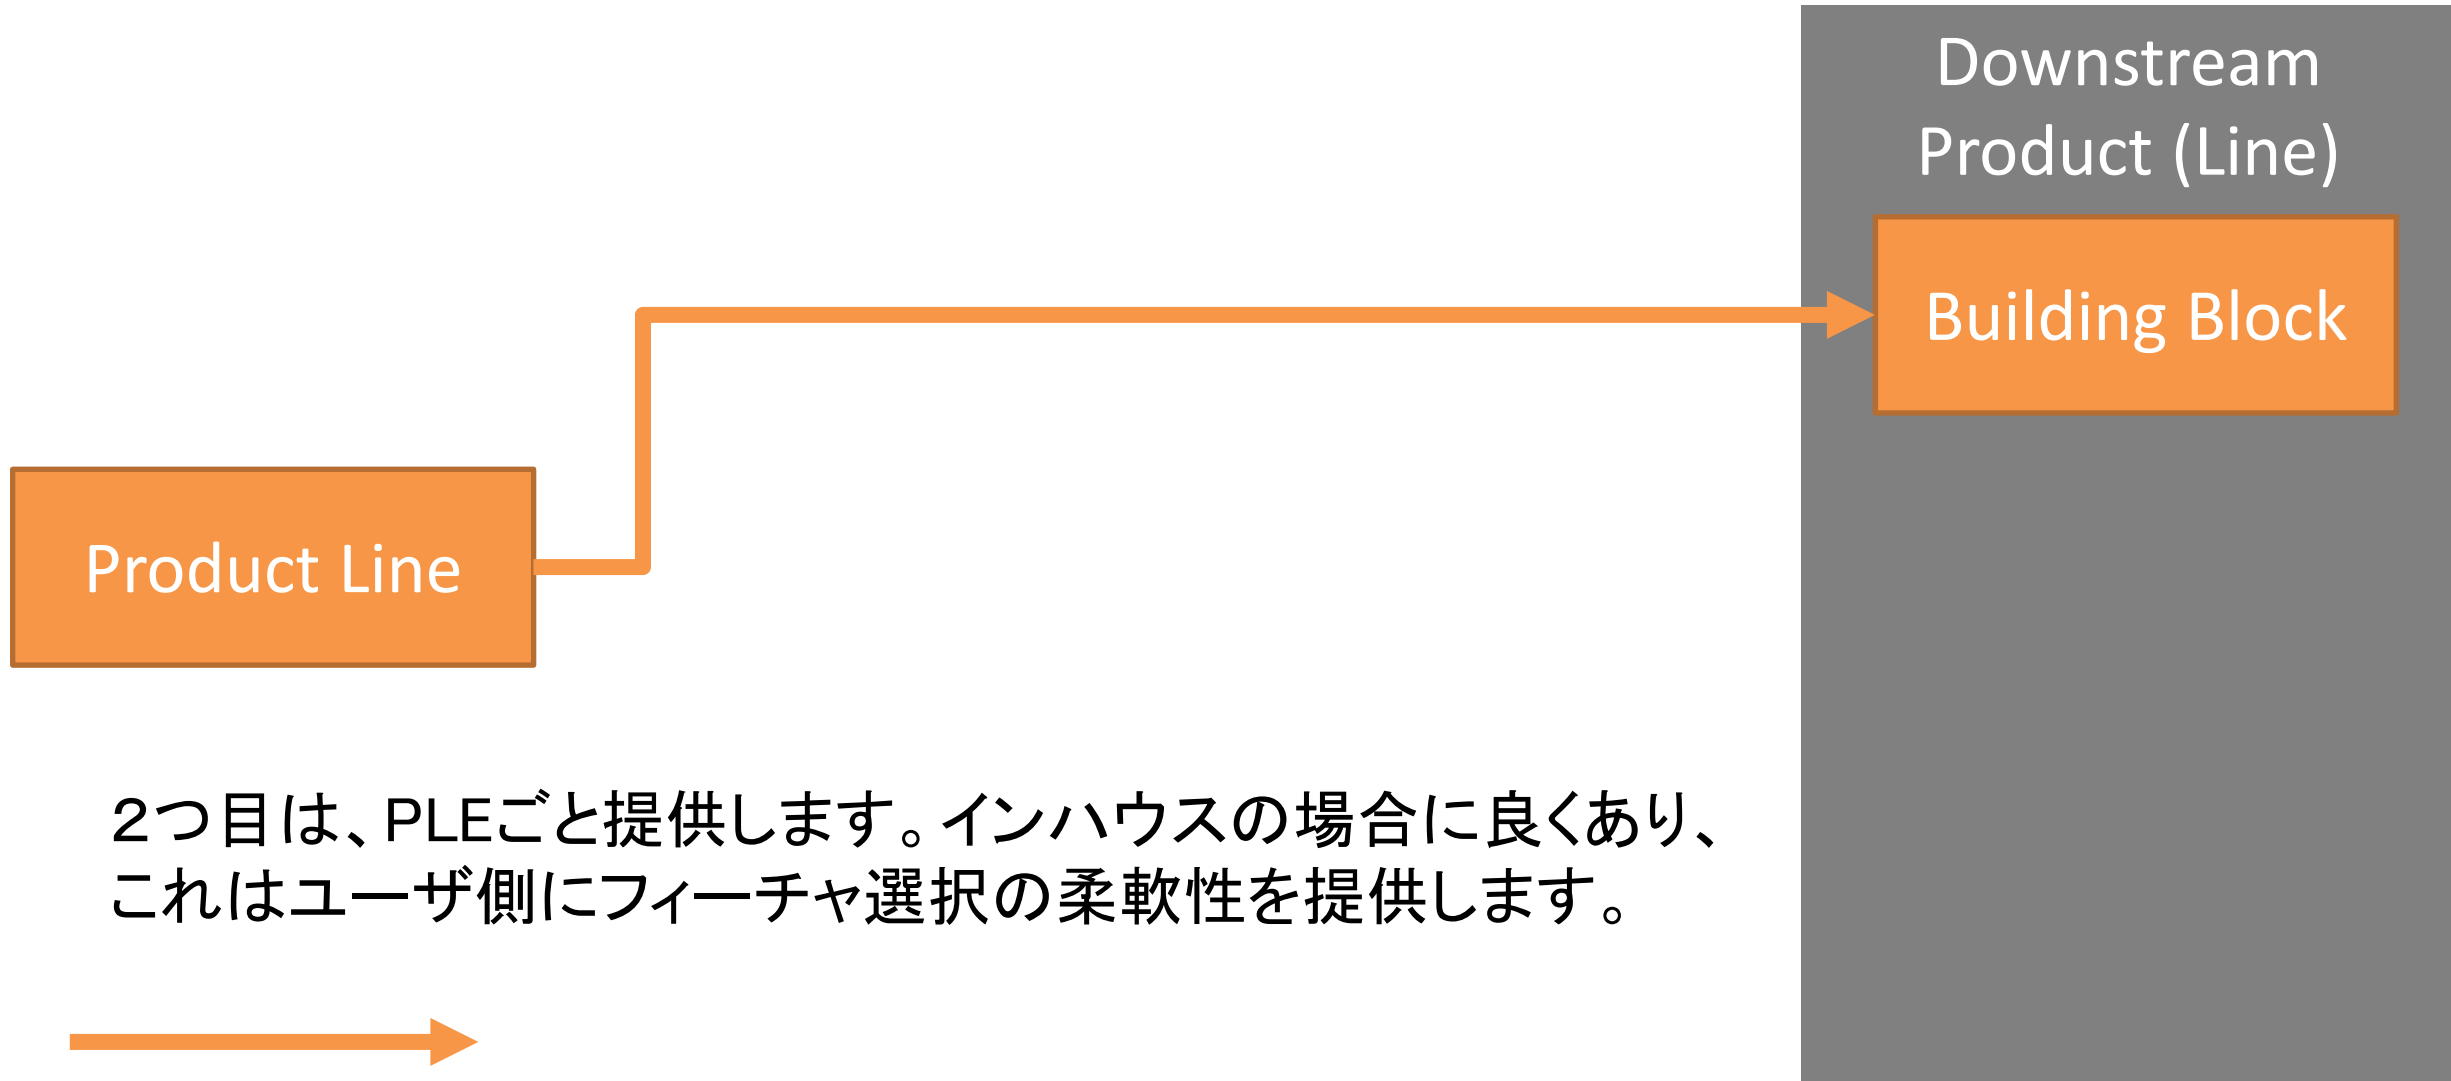 Downstream
Product (Line)
Building Block
Product Line
２つ目は、PLEごと提供します。インハウスの場合に良くあり、
これはユーザ側にフィーチャ選択の柔軟性を提供します。